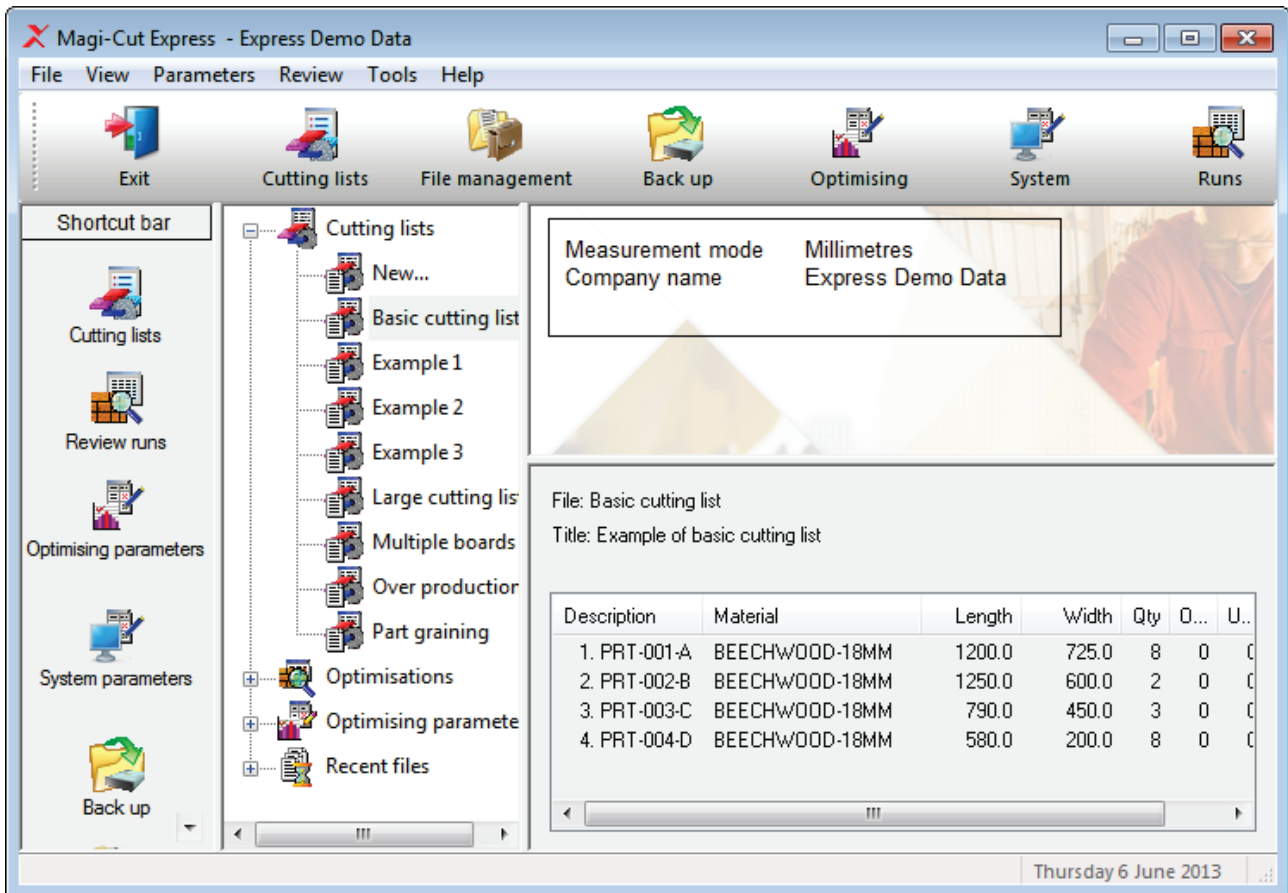 Magi-Cut Express - Express Demo Data
File View Parameters Review Tools Help
Exit Cutting lists File management Back up Optimising System Runs
Shortcut bar
Cutting lists
Review runs
Optimising parameters
System parameters
Back up
Cutting lists
New...
Basic cutting list
Example 1
Example 2
Example 3
Large cutting lis
Multiple boards
Over production
Part graining
Optimisations
Optimising paramete
Recent files
Measurement mode Millimetres
Company name Express Demo Data
File: Basic cutting list
Title: Example of basic cutting list
Description Material Length Width Qty O... U..
1. PRT-001-A BEECHWOOD-18MM 1200.0 725.0 8 0 0
2. PRT-002-B BEECHWOOD-18MM 1250.0 600.0 2 0 0
3. PRT-003-C BEECHWOOD-18MM 790.0 450.0 3 0 0
4. PRT-004-D BEECHWOOD-18MM 580.0 200.0 8 0 0
Thursday 6 June 2013